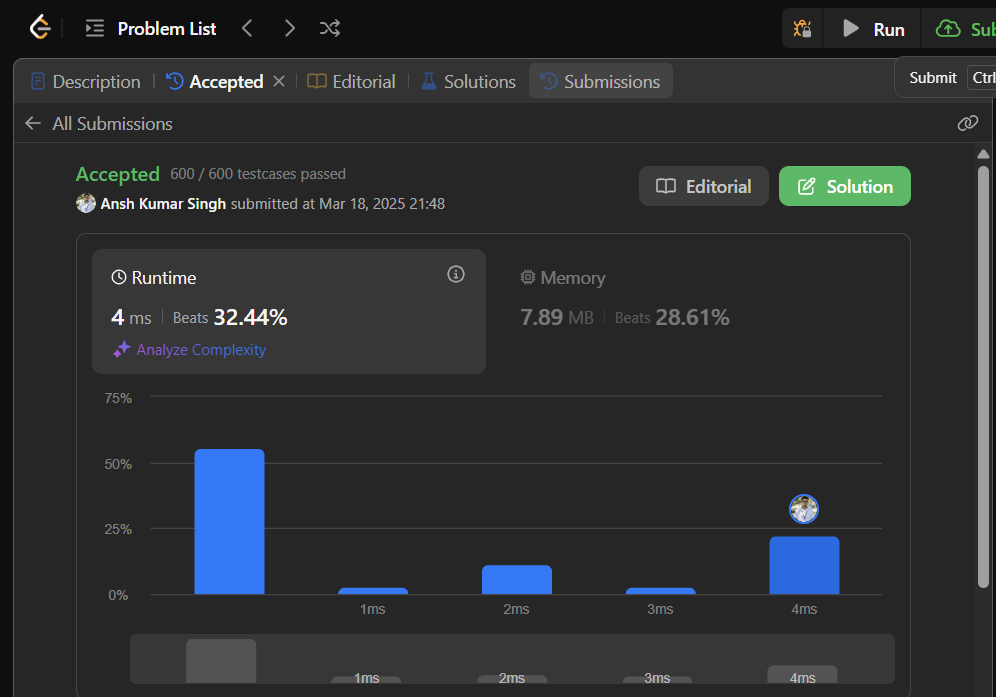 Problem List
Run
Sub
Description
Accepted
Editorial
Solutions
Submissions
Submit Ctrl
All Submissions
Accepted 600 / 600 testcases passed
Ansh Kumar Singh submitted at Mar 18, 2025 21:48
Editorial
Solution
Runtime
4 ms | Beats 32.44%
Analyze Complexity
Memory
7.89 MB | Beats 28.61%
75%
50%
25%
0%
1ms 2ms 3ms 4ms
1ms 2ms 3ms 4ms